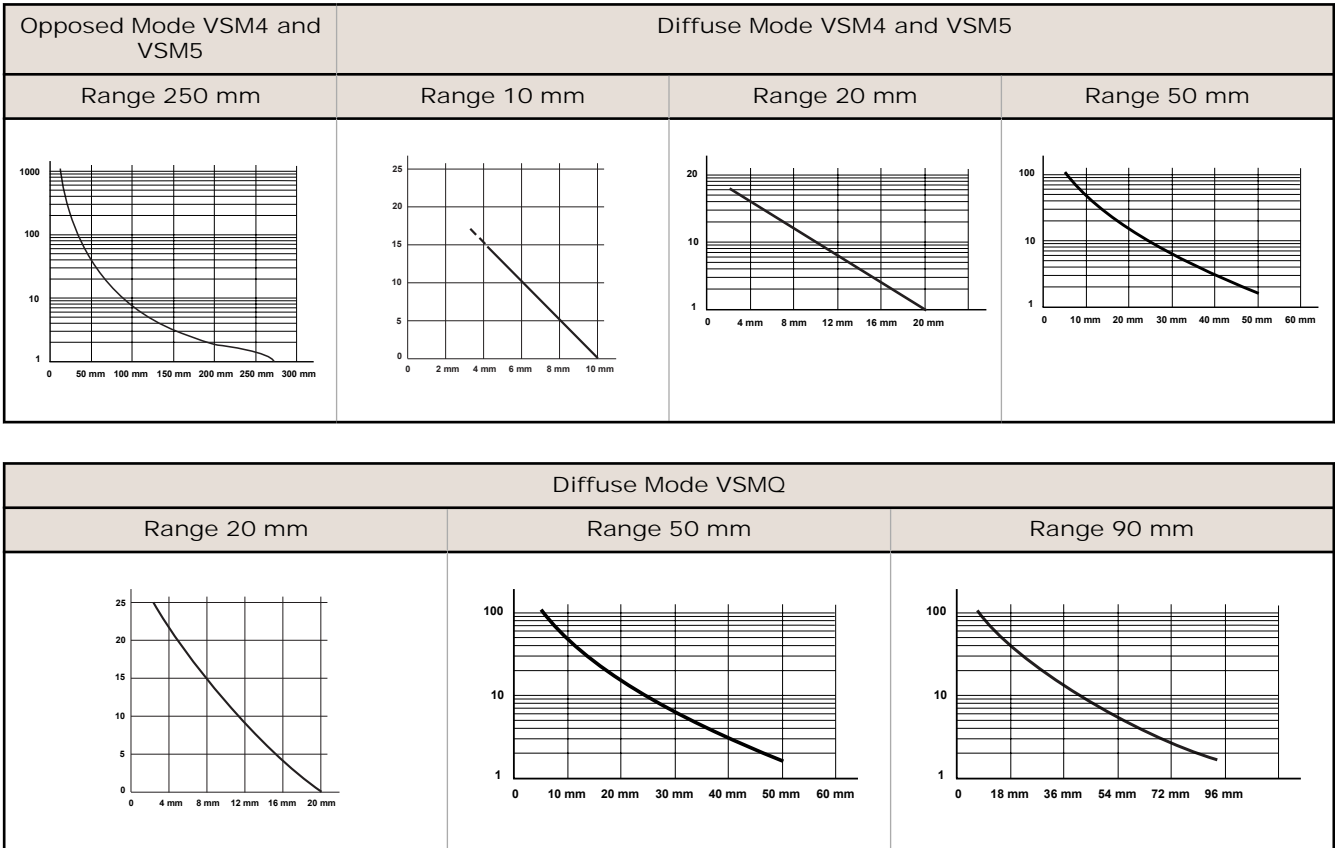 Opposed Mode VSM4 and
VSM5
Diffuse Mode VSM4 and VSM5
Range 250 mm
Range 10 mm
Range 20 mm
Range 50 mm
1000
100
10
1
0 50 mm 100 mm 150 mm 200 mm 250 mm 300 mm
25
20
15
10
5
0
0 2 mm 4 mm 6 mm 8 mm 10 mm
20
10
1
0 4 mm 8 mm 12 mm 16 mm 20 mm
100
10
1
0 10 mm 20 mm 30 mm 40 mm 50 mm 60 mm
Diffuse Mode VSMQ
Range 20 mm
Range 50 mm
Range 90 mm
25
20
15
10
5
0
0 4 mm 8 mm 12 mm 16 mm 20 mm
100
10
1
0 10 mm 20 mm 30 mm 40 mm 50 mm 60 mm
100
10
1
0 18 mm 36 mm 54 mm 72 mm 96 mm